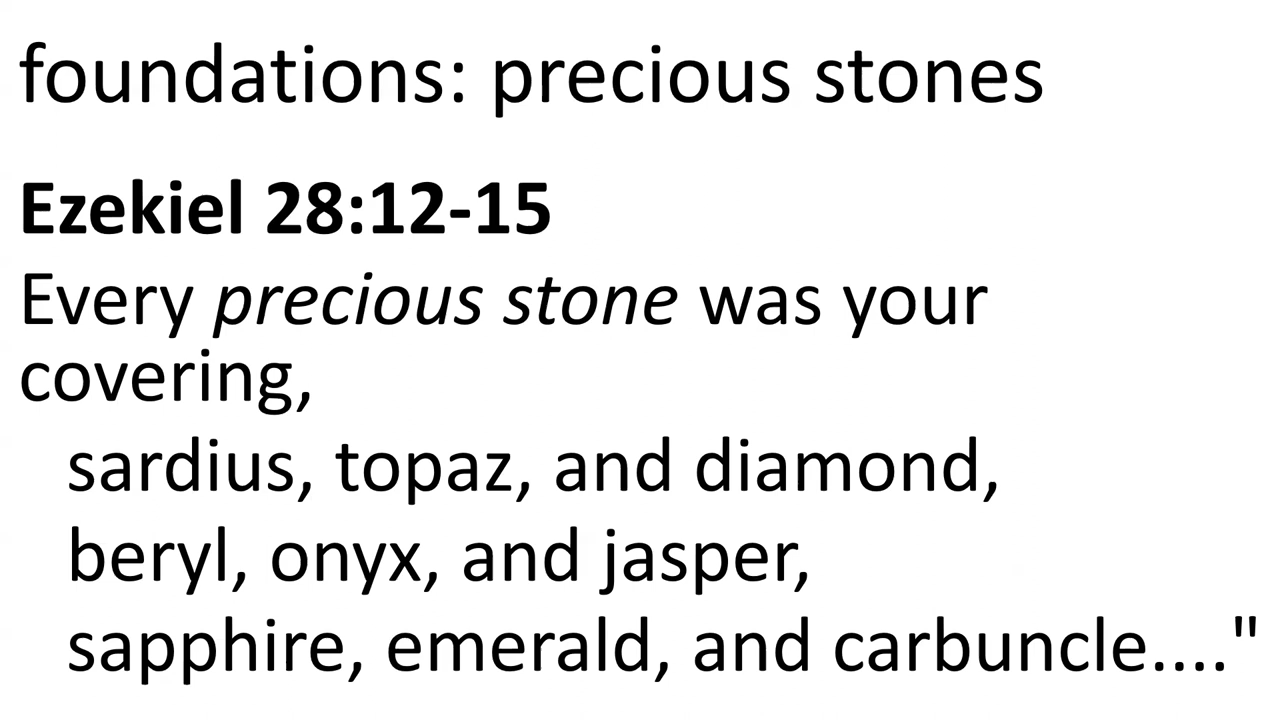 foundations: precious stones
Ezekiel 28:12-15
Every precious stone was your
covering,
sardius, topaz, and diamond,
beryl, onyx, and jasper,
sapphire, emerald, and carbuncle...."